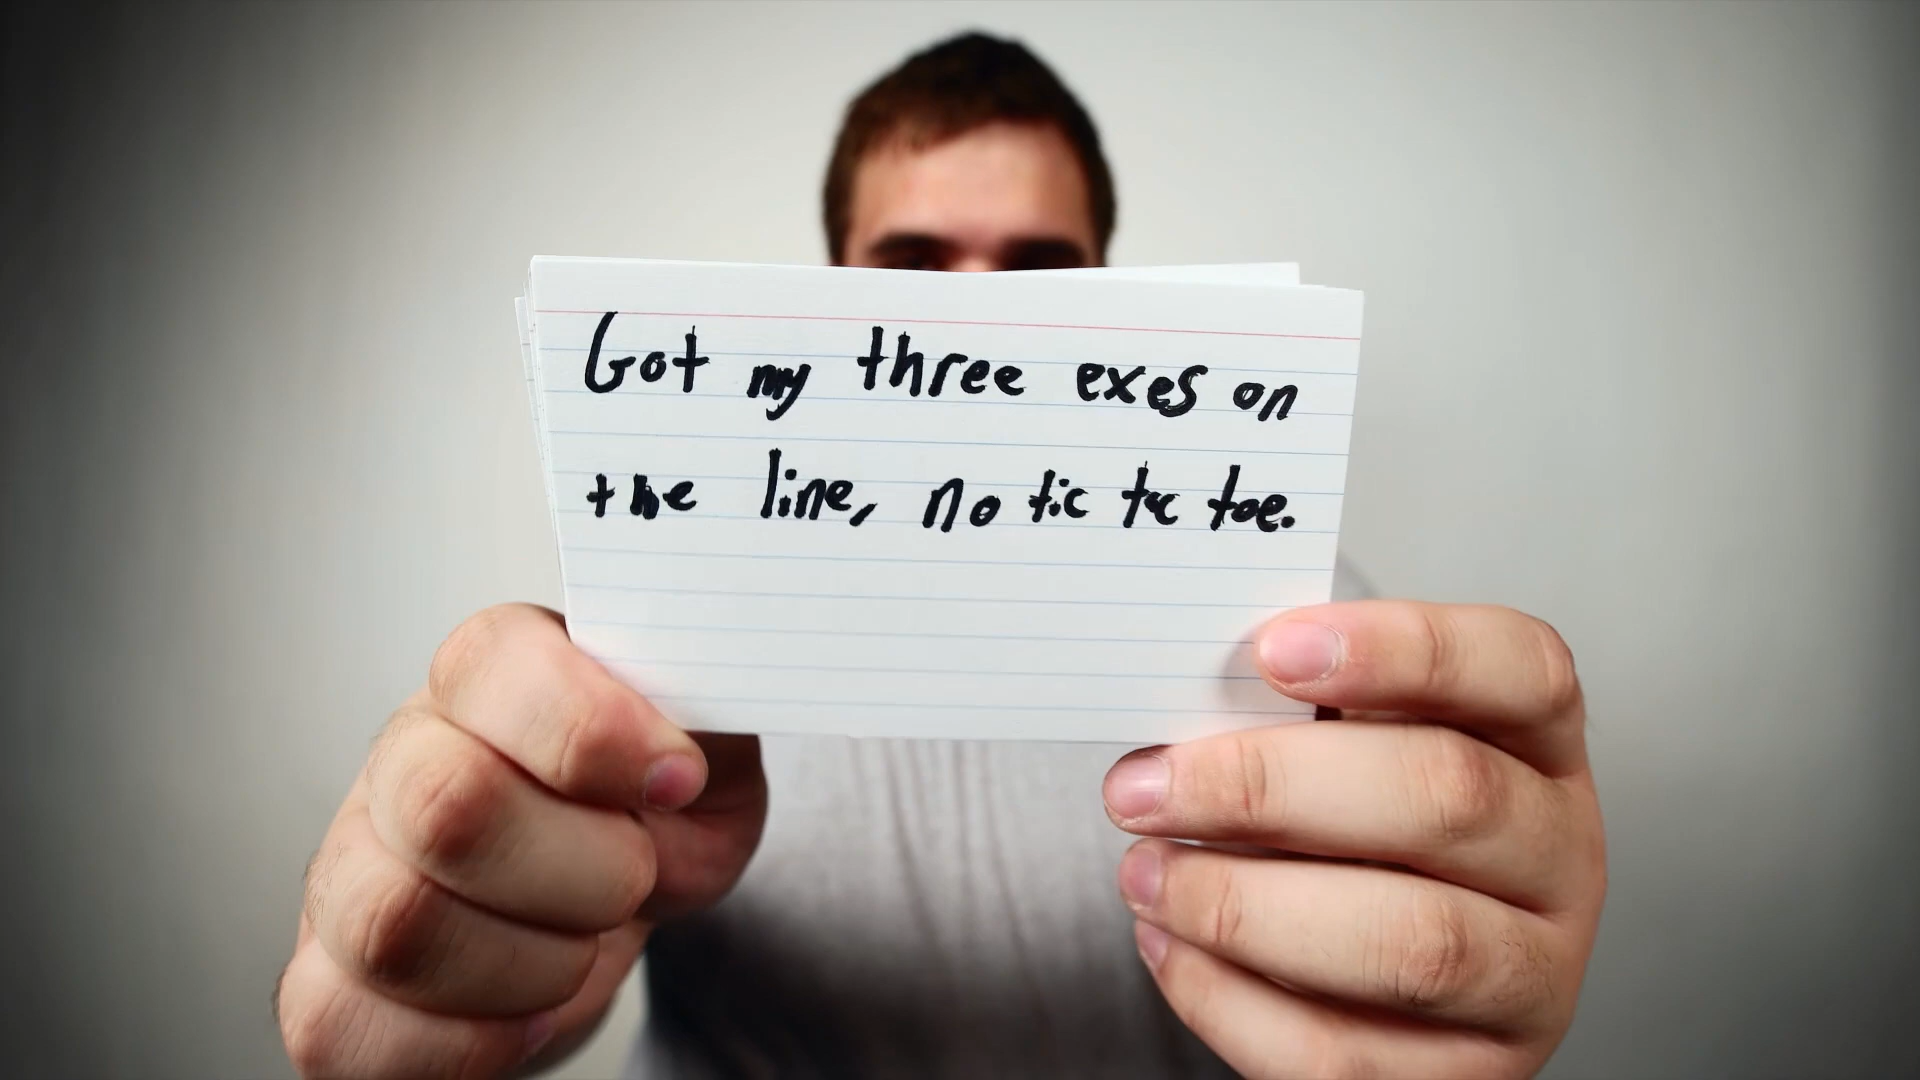 Got my three exes on
the line, no tic tac toe.